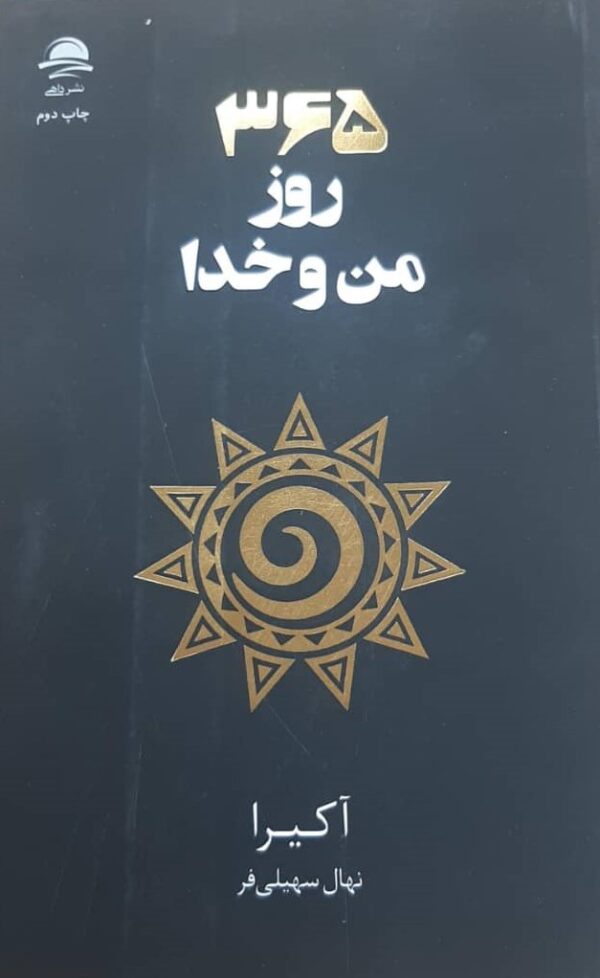 نشر داهی
چاپ دوم
۳۶۵
روز
من و خدا
آکیرا
نهال سهیلی‌فر